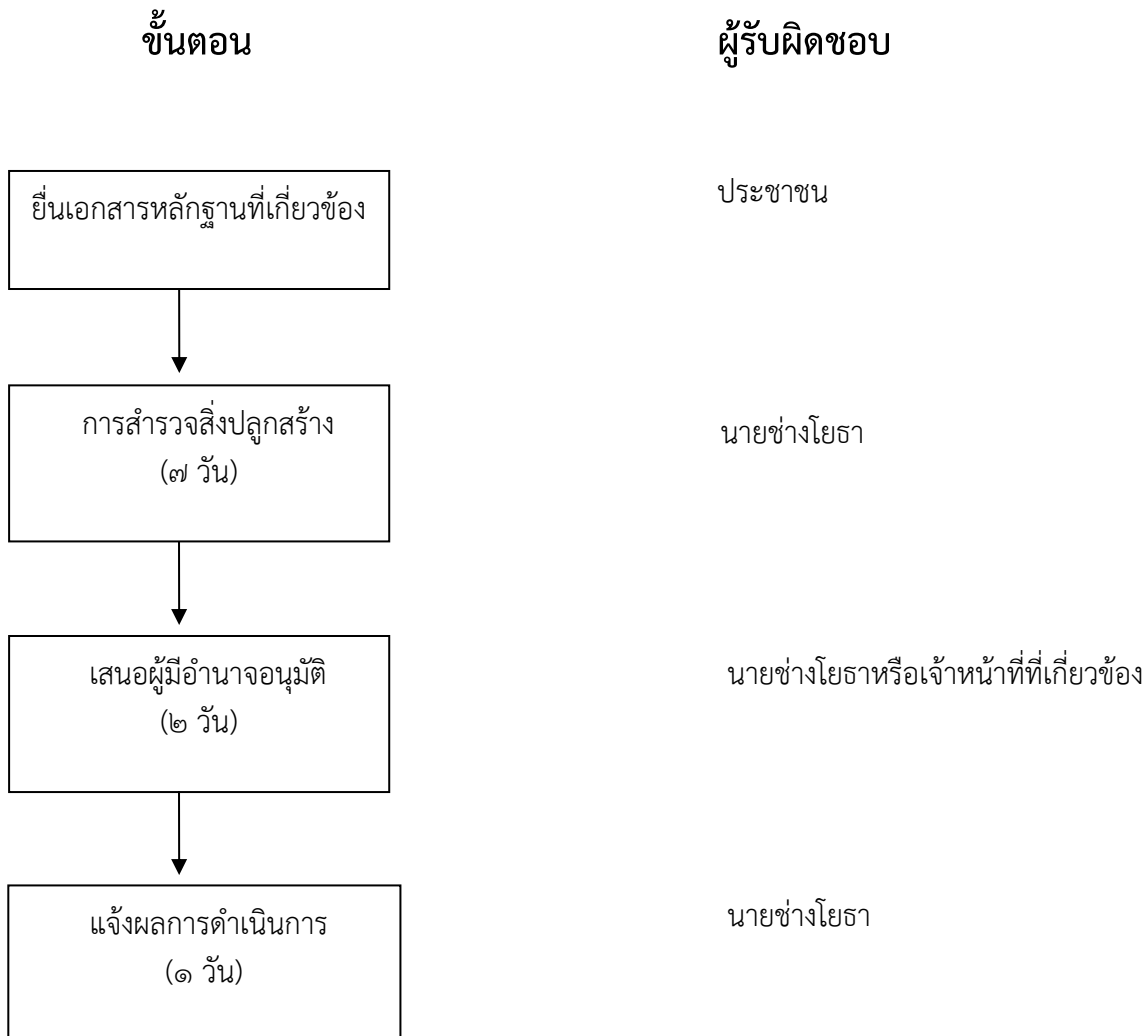 ขั้นตอน
ผู้รับผิดชอบ
ยื่นเอกสารหลักฐานที่เกี่ยวข้อง
ประชาชน
การสำรวจสิ่งปลูกสร้าง
(๗ วัน)
นายช่างโยธา
เสนอผู้มีอำนาจอนุมัติ
(๒ วัน)
นายช่างโยธาหรือเจ้าหน้าที่ที่เกี่ยวข้อง
แจ้งผลการดำเนินการ
(๑ วัน)
นายช่างโยธา